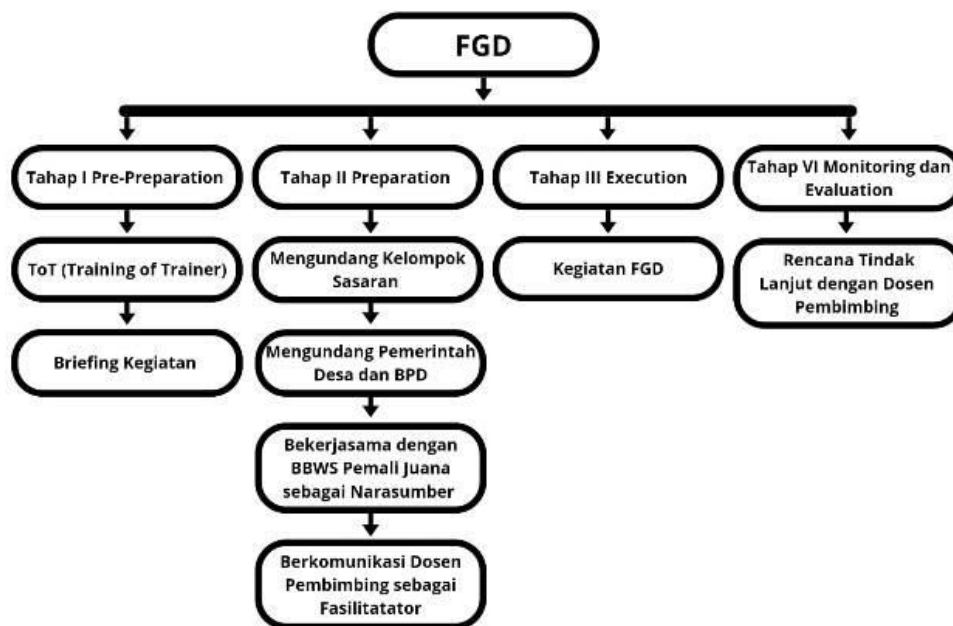 FGD
Tahap I Pre-Preparation
ToT (Training of Trainer)
Briefing Kegiatan
Tahap II Preparation
Mengundang Kelompok
Sasaran
Mengundang Pemerintah
Desa dan BPD
Bekerjasama dengan
BBWS Pemali Juana
sebagai Narasumber
Berkomunikasi Dosen
Pembimbing sebagai
Fasilitatator
Tahap III Execution
Kegiatan FGD
Tahap VI Monitoring dan
Evaluation
Rencana Tindak
Lanjut dengan Dosen
Pembimbing